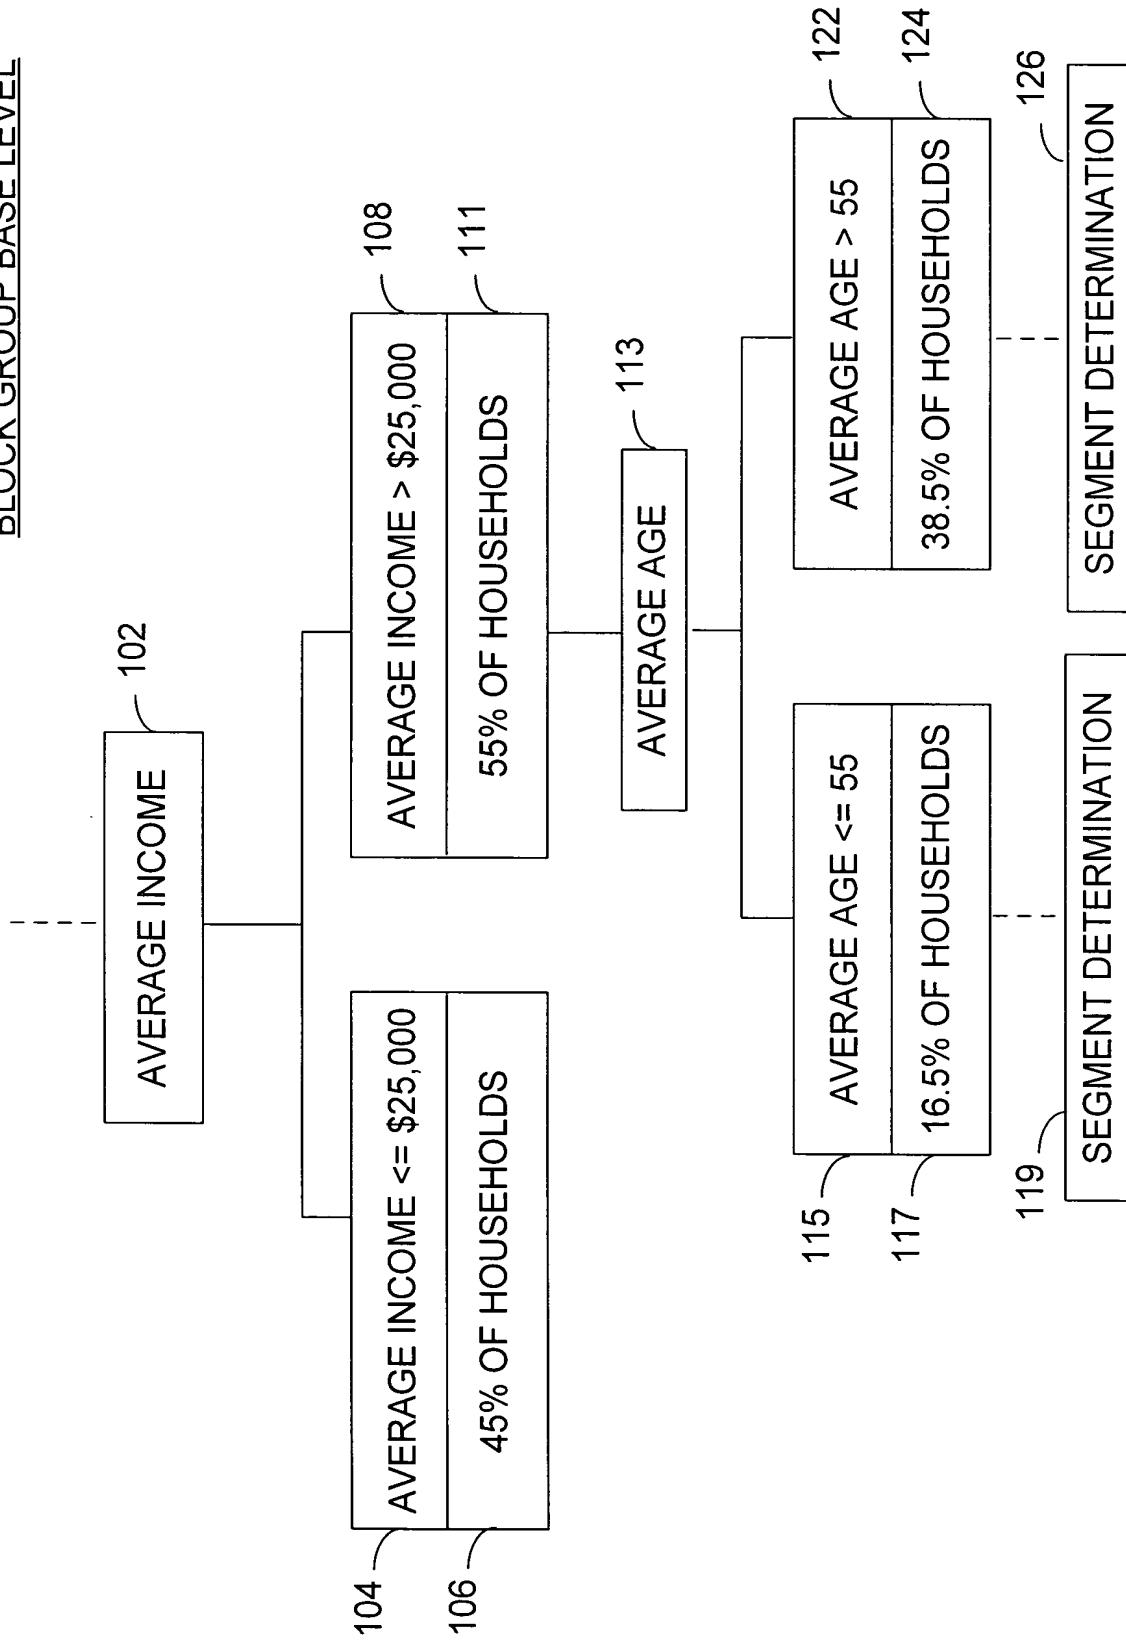 BLOCK GROUP BASE LEVEL
AVERAGE INCOME
102
104
AVERAGE INCOME <= $25,000
106
45% OF HOUSEHOLDS
AVERAGE INCOME > $25,000
108
55% OF HOUSEHOLDS
111
AVERAGE AGE
113
115
AVERAGE AGE <= 55
117
16.5% OF HOUSEHOLDS
AVERAGE AGE > 55
122
38.5% OF HOUSEHOLDS
124
119
SEGMENT DETERMINATION
126
SEGMENT DETERMINATION